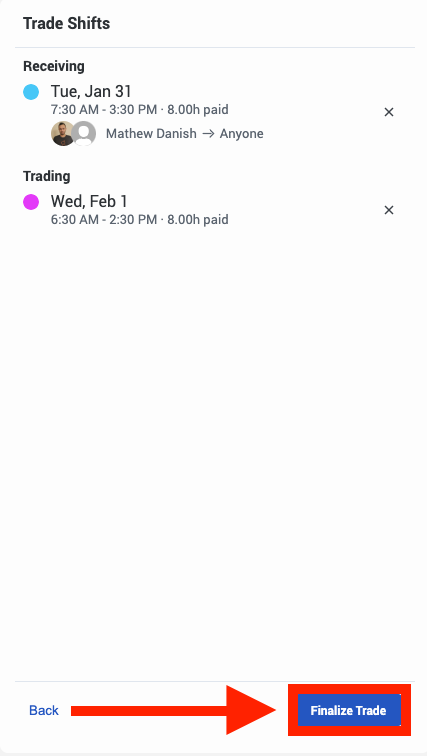 Trade Shifts
Receiving
Tue, Jan 31
7:30 AM - 3:30 PM · 8.00h paid
Mathew Danish → Anyone
Trading
Wed, Feb 1
6:30 AM - 2:30 PM · 8.00h paid
Back
Finalize Trade